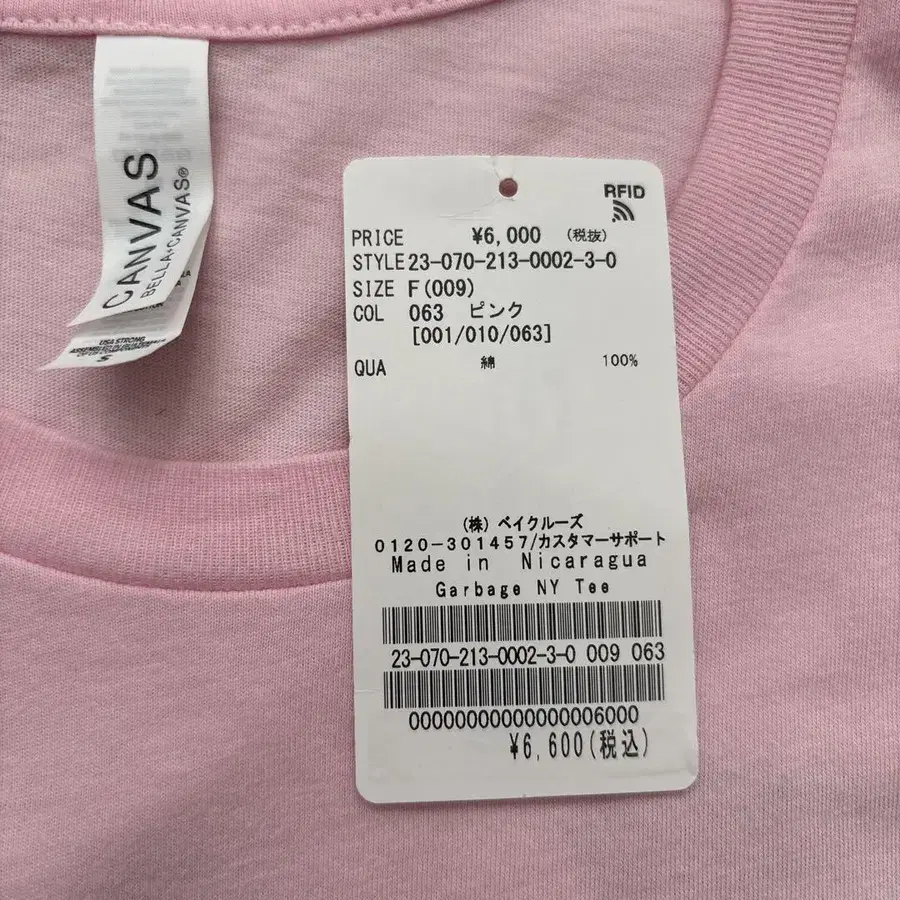 CANVAS
BELLA+CANVAS®
USA STRONG
S
RFID
PRICE ¥6,000 (税抜)
STYLE 23-070-213-0002-3-0
SIZE F(009)
COL 063 ピンク
[001/010/063]
QUA 綿 100%
(株) ベイクルーズ
0120-301457/カスタマーサポート
Made in Nicaragua
Garbage NY Tee
23-070-213-0002-3-0 009 063
00000000000000006000
¥6,600(税込)